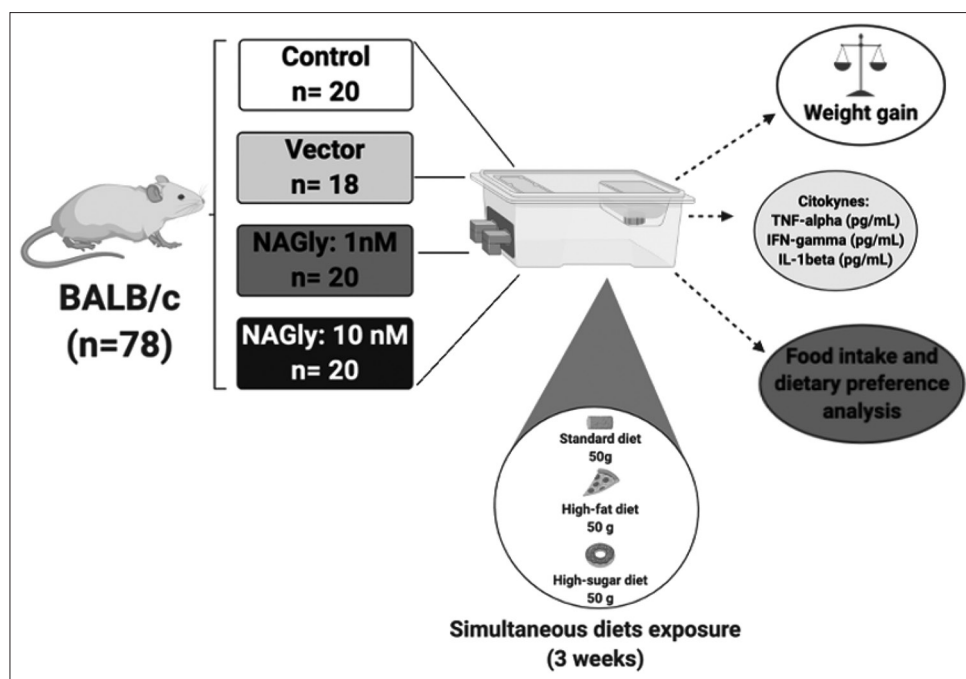 BALB/c
(n=78)
Control
n= 20
Vector
n= 18
NAGly: 1nM
n= 20
NAGly: 10 nM
n= 20
Weight gain
Citokynes:
TNF-alpha (pg/mL)
IFN-gamma (pg/mL)
IL-1beta (pg/mL)
Food intake and
dietary preference
analysis
Standard diet
50g
High-fat diet
50 g
High-sugar diet
50 g
Simultaneous diets exposure
(3 weeks)